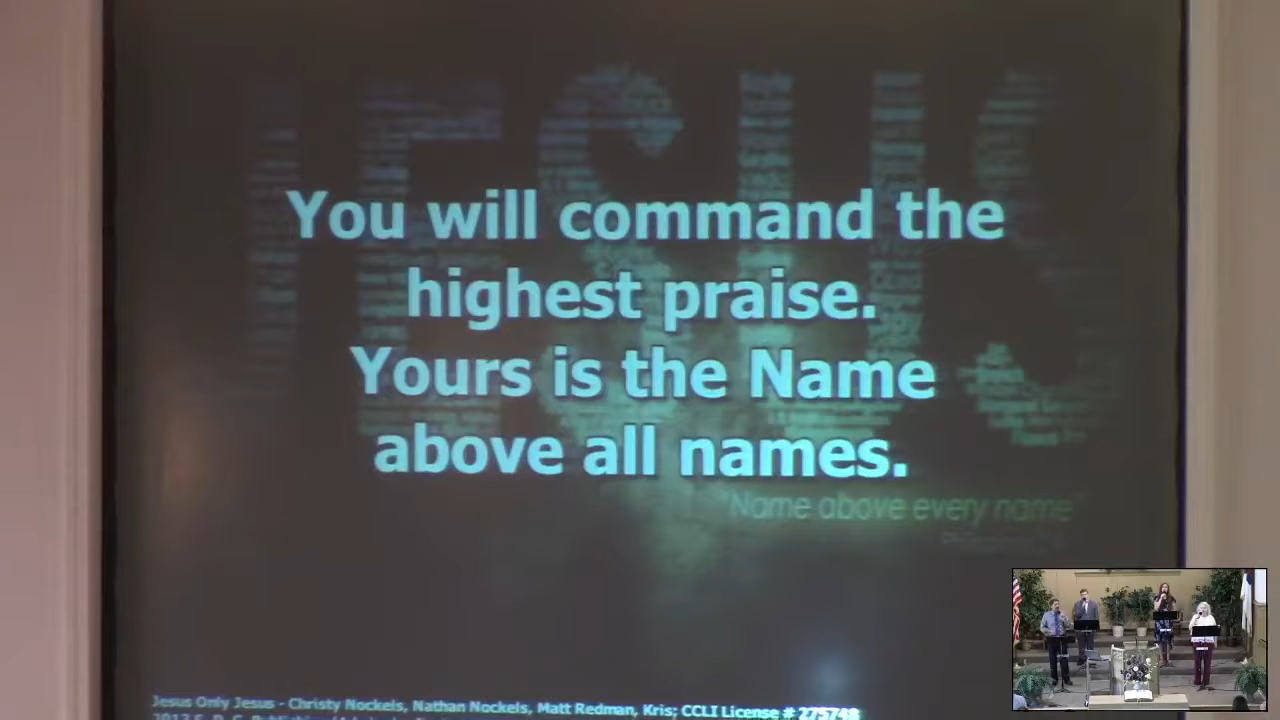 JESUS
You will command the
highest praise.
Yours is the Name
above all names.
"Name above every name"
Jesus Only Jesus - Christy Nockels, Nathan Nockels, Matt Redman, Kris; CCLI License # 275748